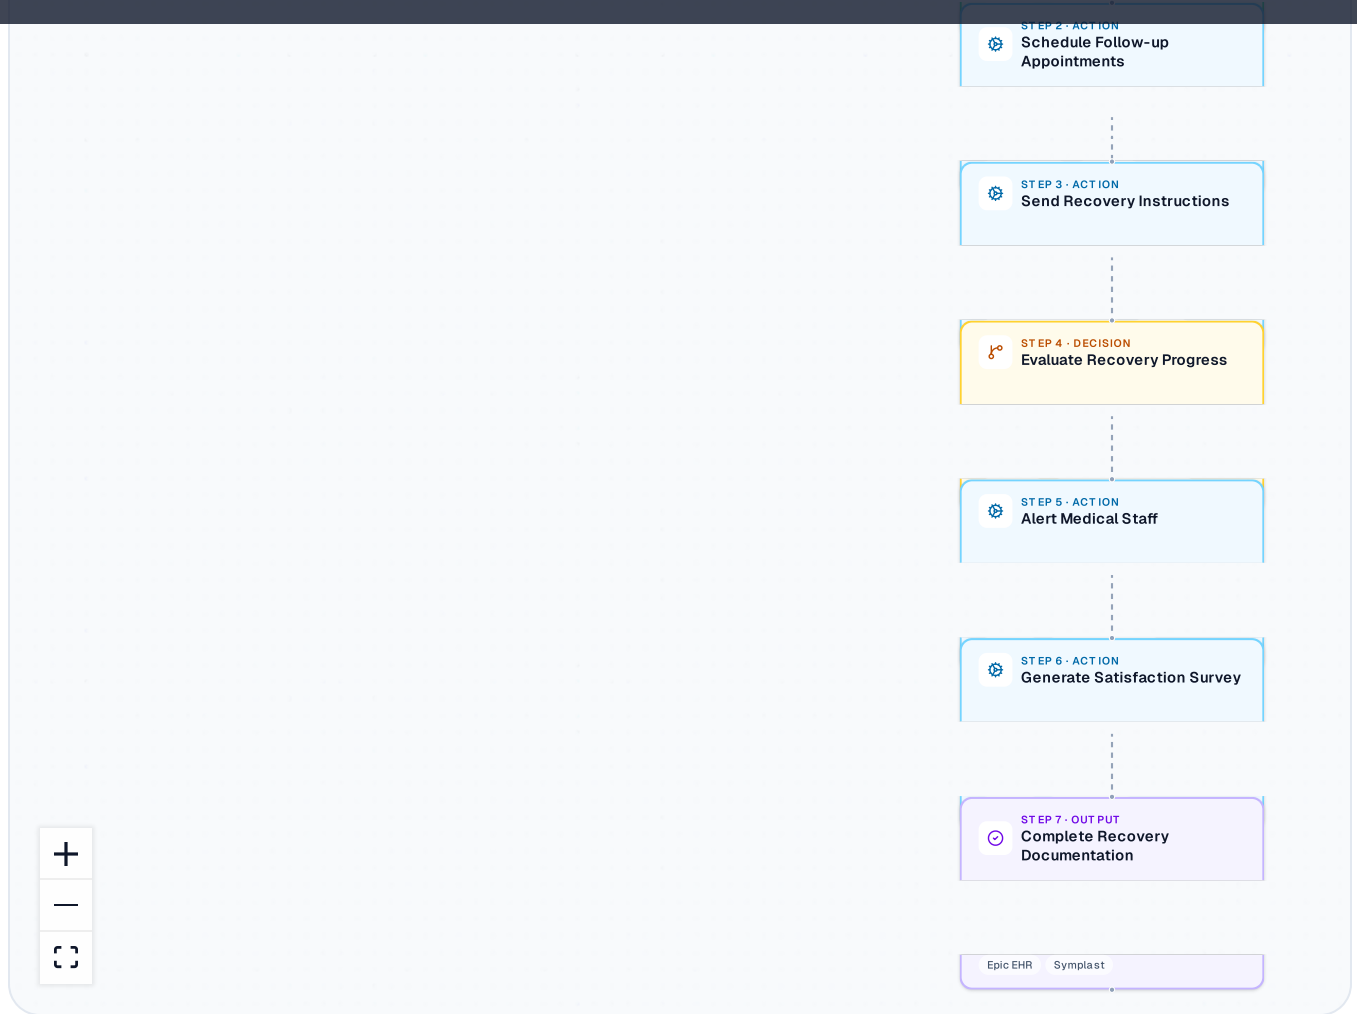 STEP 2 · ACTION
Schedule Follow-up
Appointments
STEP 3 · ACTION
Send Recovery Instructions
STEP 4 · DECISION
Evaluate Recovery Progress
STEP 5 · ACTION
Alert Medical Staff
STEP 6 · ACTION
Generate Satisfaction Survey
STEP 7 · OUTPUT
Complete Recovery
Documentation
Epic EHR Symplast